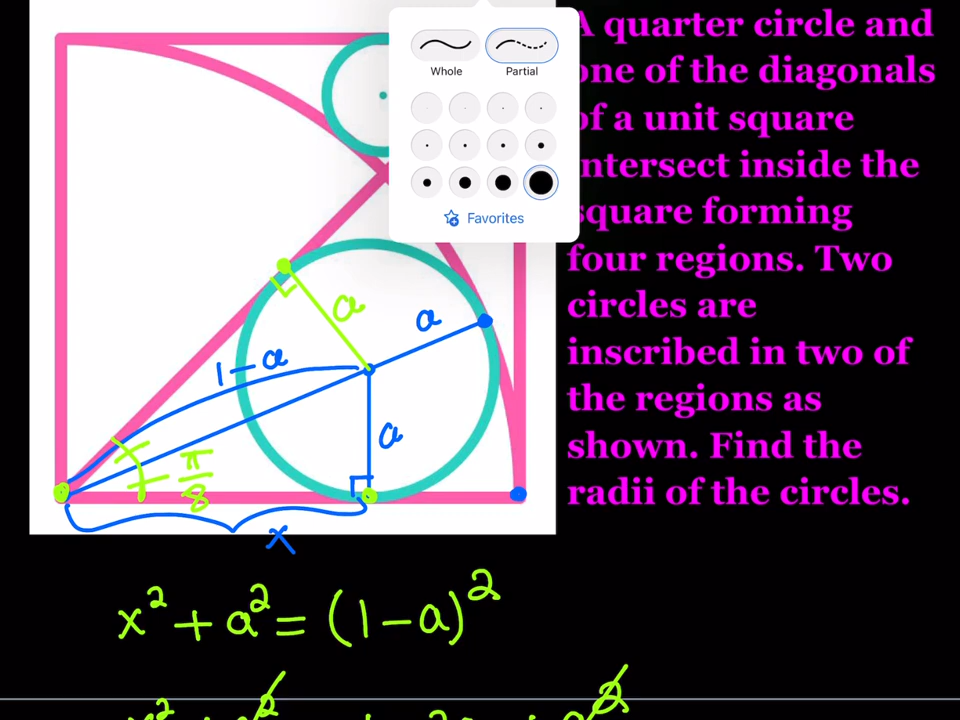 Whole Partial
Favorites
A quarter circle and
one of the diagonals
of a unit square
intersect inside the
square forming
four regions. Two
circles are
inscribed in two of
the regions as
shown. Find the
radii of the circles.
a
a
1-a
a
π/8
x
x² + a² = (1-a)²